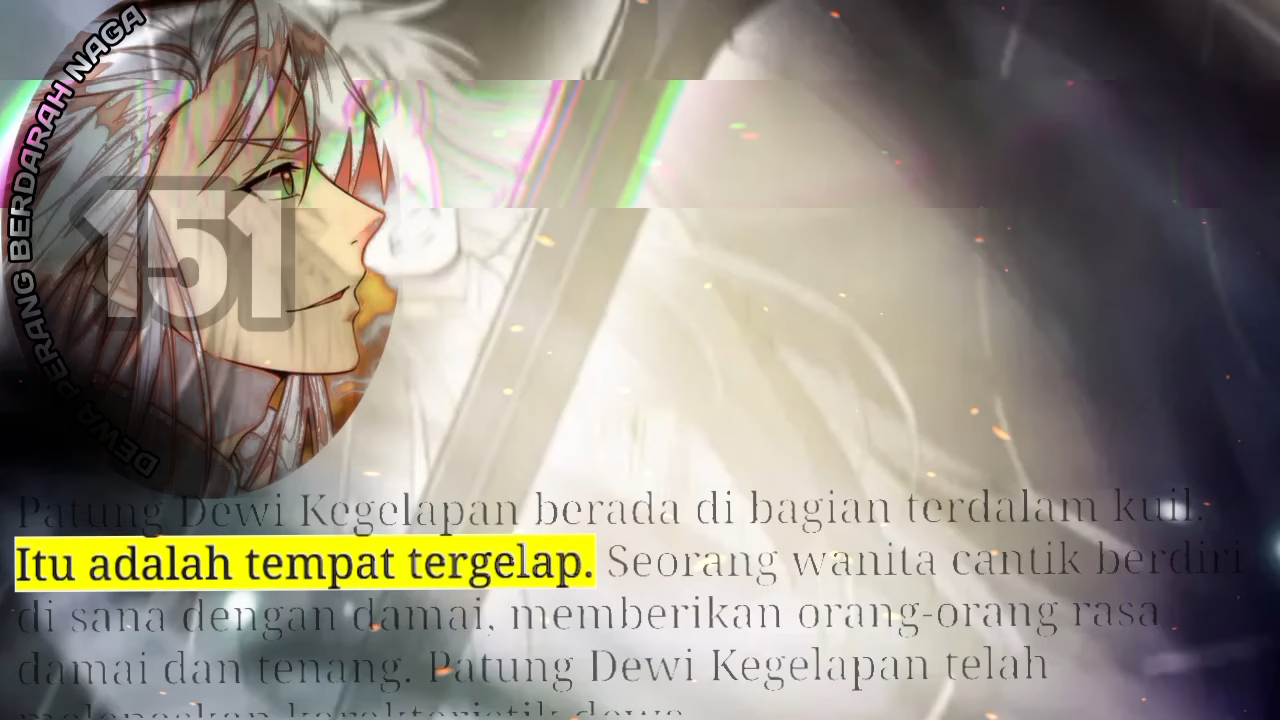 DEWA PERANG BERDARAH NAGA
151
Patung Dewi Kegelapan berada di bagian terdalam kuil.
Itu adalah tempat tergelap. Seorang wanita cantik berdiri
di sana dengan damai, memberikan orang-orang rasa
damai dan tenang. Patung Dewi Kegelapan telah